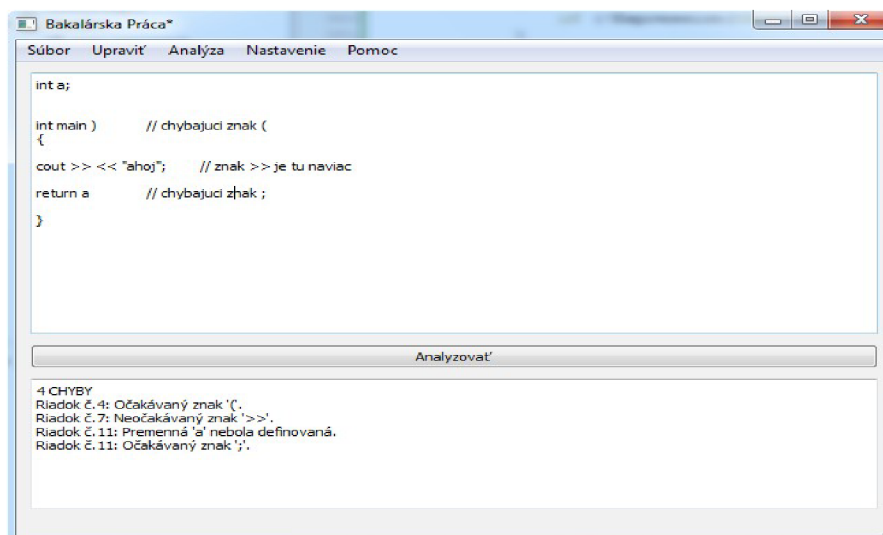 Bakalárska Práca*
Súbor Upraviť Analýza Nastavenie Pomoc
int a;
int main ) // chybajuci znak (
{
cout >> << "ahoj"; // znak >> je tu naviac
return a // chybajuci znak ;
}
Analyzovať
4 CHYBY
Riadok č.4: Očakávaný znak '('.
Riadok č.7: Neočakávaný znak '>>'.
Riadok č.11: Premenná 'a' nebola definovaná.
Riadok č.11: Očakávaný znak ';'.